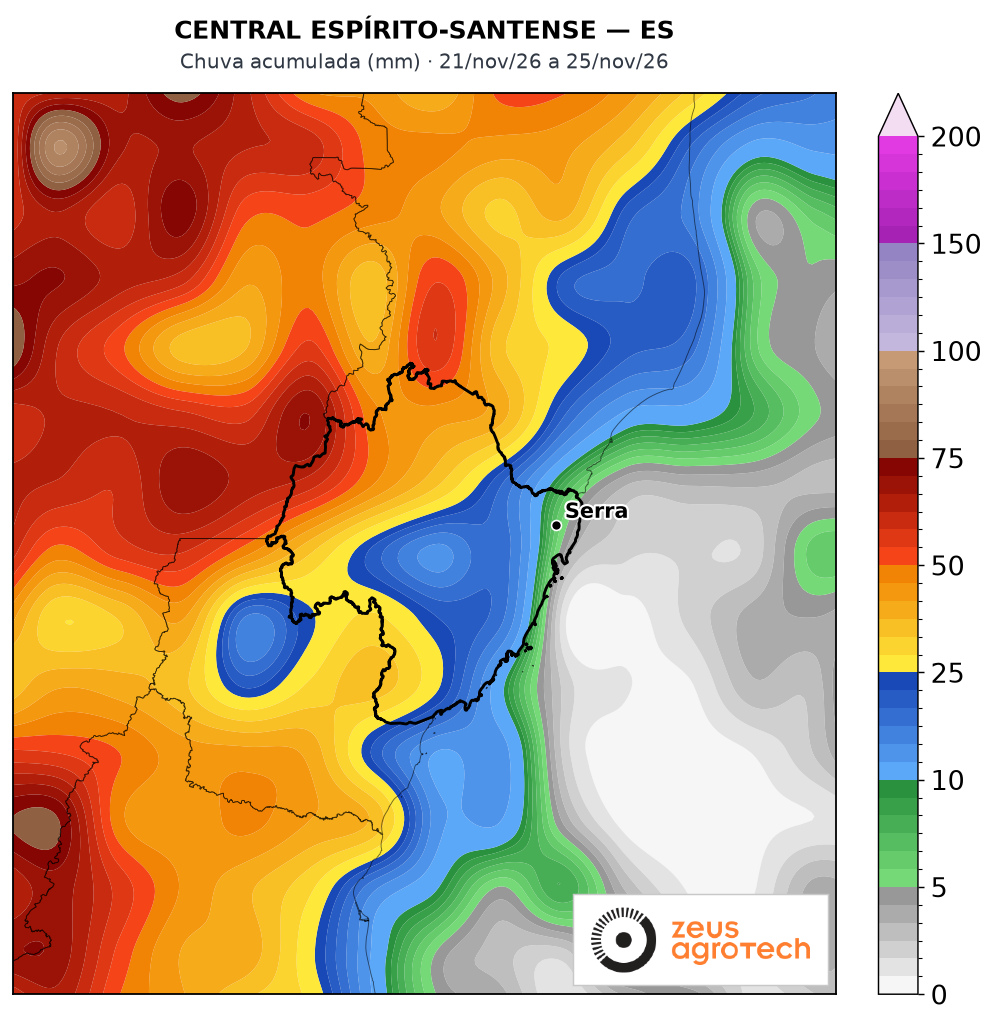 CENTRAL ESPÍRITO-SANTENSE — ES
Chuva acumulada (mm) · 21/nov/26 a 25/nov/26
200
150
100
75
50
25
10
5
0
Serra
zeus
agrotech